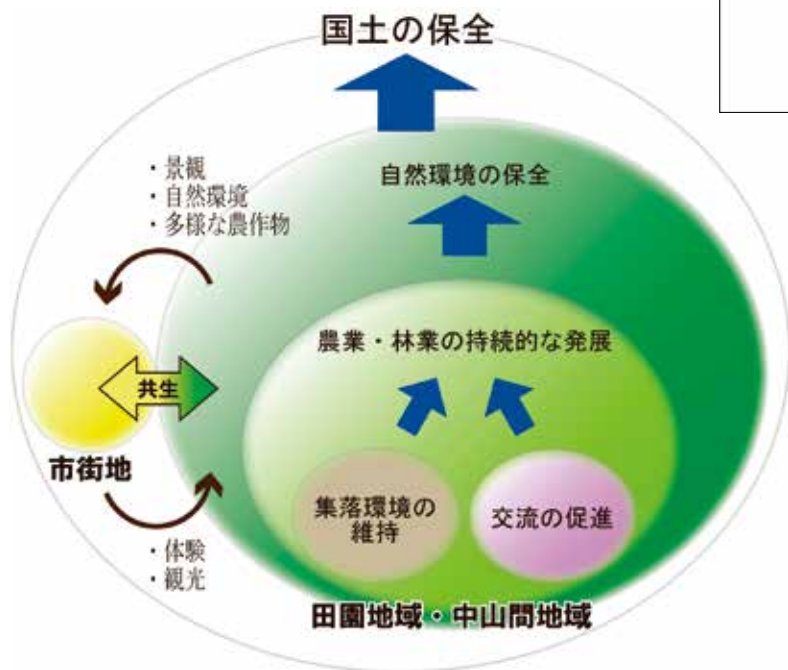 国土の保全
自然環境の保全
・景観
・自然環境
・多様な農作物
農業・林業の持続的な発展
共生
市街地
集落環境の
維持
交流の促進
・体験
・観光
田園地域・中山間地域